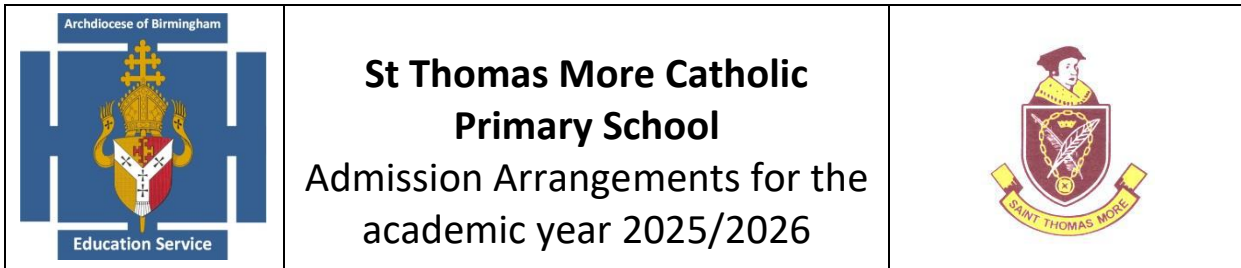 Archdiocese of Birmingham
Education Service
St Thomas More Catholic
Primary School
Admission Arrangements for the
academic year 2025/2026
SAINT THOMAS MORE